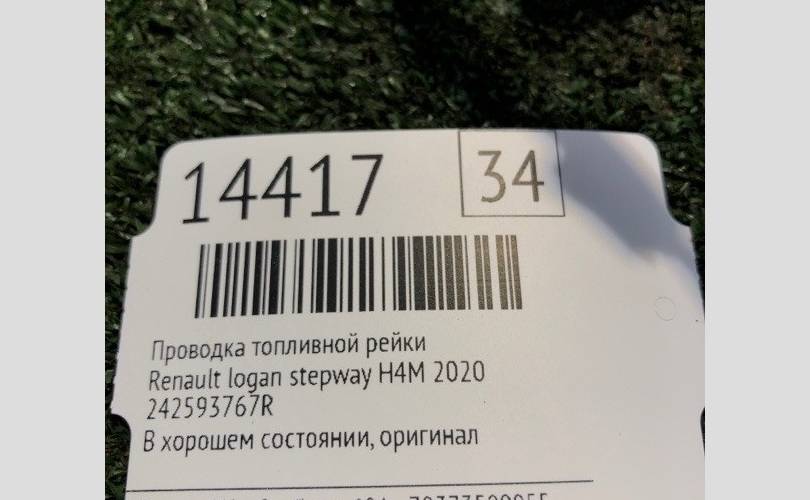 14417 34
Проводка топливной рейки
Renault logan stepway H4M 2020
242593767R
В хорошем состоянии, оригинал